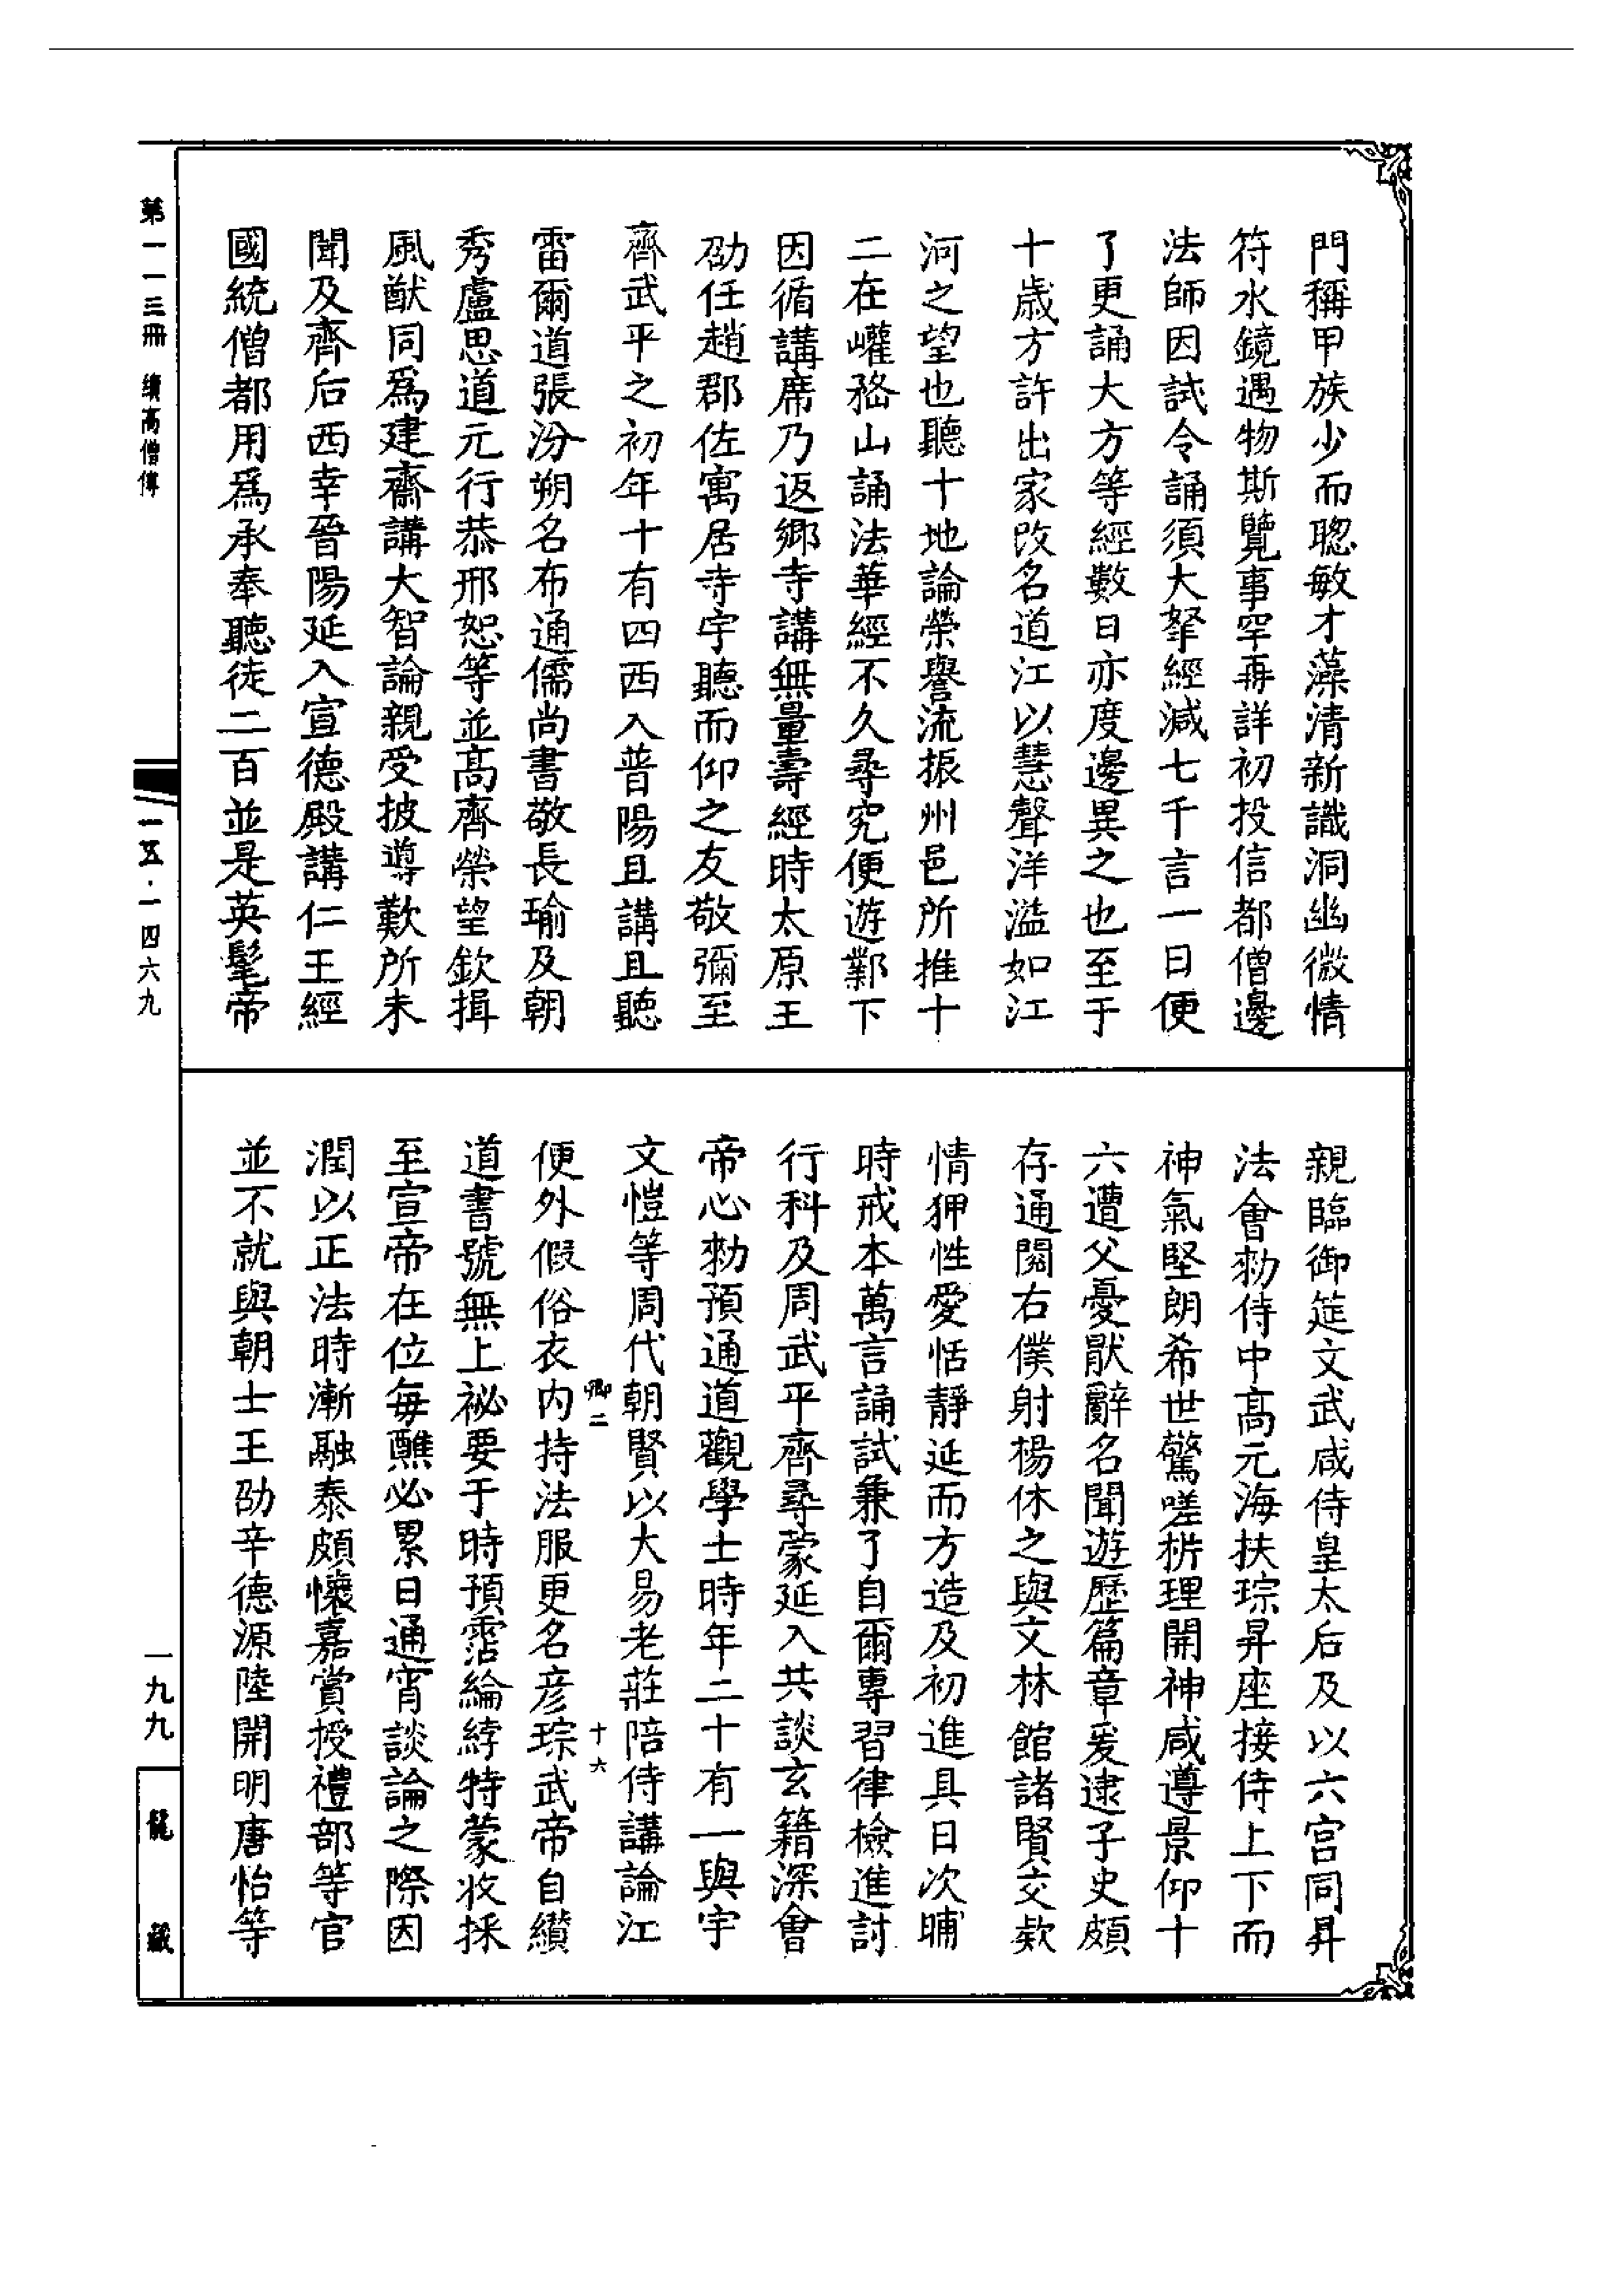 門稱甲族少而聰敏才藻清新識洞幽微情
符水鏡遇物斯覽事罕再詳初投信都僧邊
法師因試令誦須大拏經減七千言一日便
了更誦大方等經數日亦度邊異之也至于
十歲方許出家改名道江以慧聲洋溢如江
河之望也聽十地論榮譽流振州邑所推十
二在巏嵍山誦法華經不久尋究便遊鄴下
因循講席乃返鄉寺講無量壽經時太原王
劭任趙郡佐寓居寺宇聽而仰之友敬彌至
齊武平之初年十有四西入晉陽且講且聽
雷爾道張汾朔名布通儒尚書敬長瑜及朝
秀盧思道元行恭邢恕等並高齊榮望欽揖
風猷同爲建齋講大智論親受披導歎所未
聞及齊后西幸晉陽延入宣德殿講仁王經
國統僧都用爲承奉聽徒二百並是英髦帝
親臨御筵文武咸侍皇太后及以六宮同昇
法會勑侍中高元海扶琮昇座接侍上下而
神氣堅朗希世驚嗟析理開神咸遵景仰十
六遭父憂厭辭名聞遊歷篇章爰逮子史頗
存通閱右僕射楊休之與文林館諸賢交款
情狎性愛恬靜延而方造及初進具日次晡
時戒本萬言誦試兼了自爾專習律檢進討
行科及周武平齊尋蒙延入共談玄籍深會
帝心勑預通道觀學士時年二十有一與宇
文愷等周代朝賢以大易老莊陪侍講論江
卿二
十六
便外假俗衣內持法服更名彥琮武帝自纘
道書號無上祕要于時預霑綸綍特蒙收採
至宣帝在位每醮必累日通宵談論之際因
潤以正法時漸融泰頗懷嘉賞授禮部等官
並不就與朝士王劭辛德源陸開明唐怡等
第一一三冊 續高僧傳
一五·一四六九
一九九
龍藏